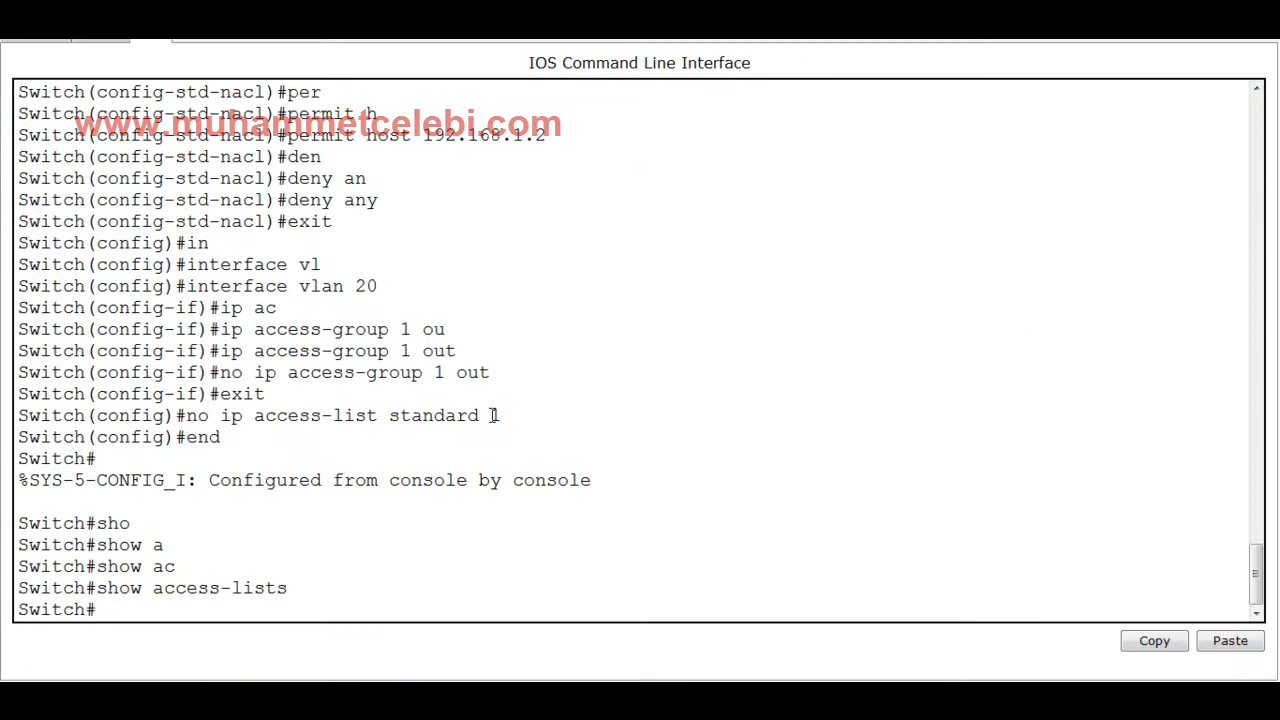 IOS Command Line Interface
Switch(config-std-nacl)#per
Switch(config-std-nacl)#permit h
www.muhammetcelebi.com
Switch(config-std-nacl)#permit host 192.168.1.2
Switch(config-std-nacl)#den
Switch(config-std-nacl)#deny an
Switch(config-std-nacl)#deny any
Switch(config-std-nacl)#exit
Switch(config)#in
Switch(config)#interface vl
Switch(config)#interface vlan 20
Switch(config-if)#ip ac
Switch(config-if)#ip access-group 1 ou
Switch(config-if)#ip access-group 1 out
Switch(config-if)#no ip access-group 1 out
Switch(config-if)#exit
Switch(config)#no ip access-list standard 1
Switch(config)#end
Switch#
%SYS-5-CONFIG_I: Configured from console by console
Switch#sho
Switch#show a
Switch#show ac
Switch#show access-lists
Switch#
Copy
Paste